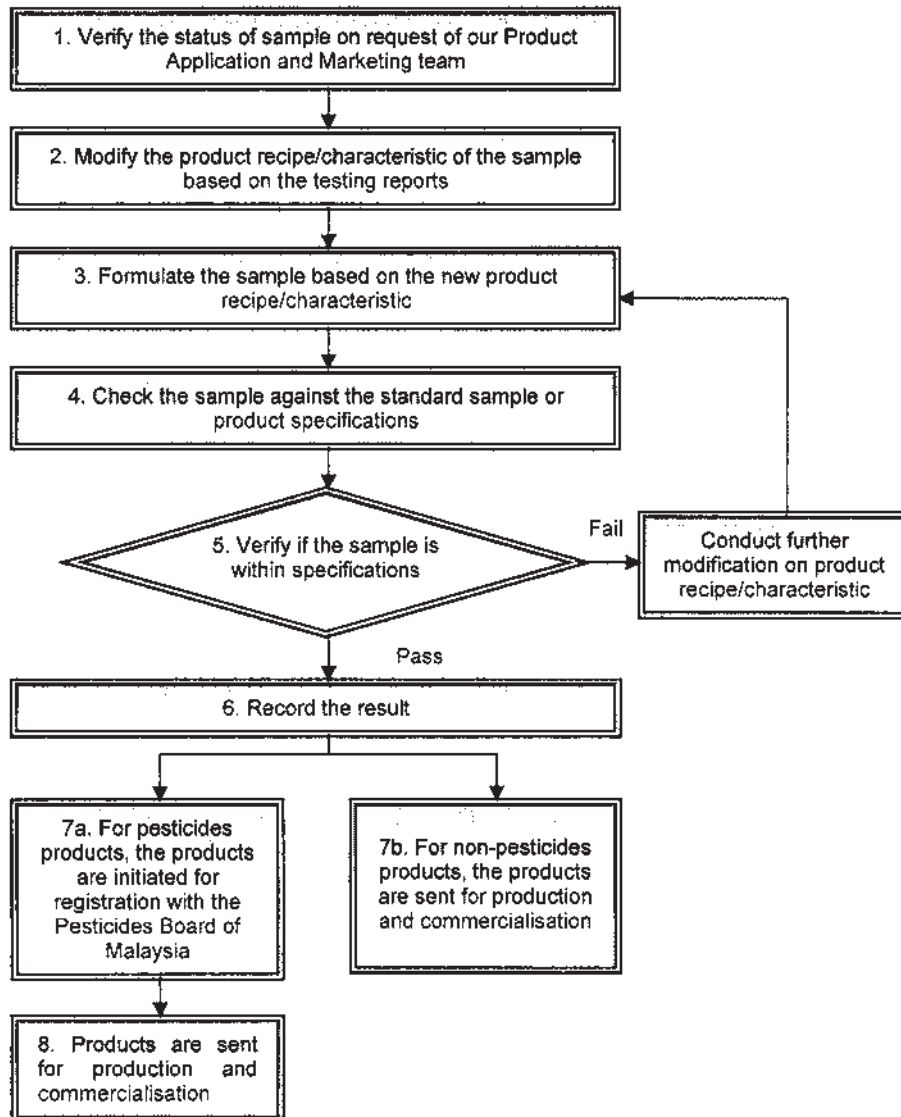 1. Verify the status of sample on request of our Product
Application and Marketing team
2. Modify the product recipe/characteristic of the sample
based on the testing reports
3. Formulate the sample based on the new product
recipe/characteristic
4. Check the sample against the standard sample or
product specifications
5. Verify if the sample is
within specifications
Fail
Conduct further
modification on product
recipe/characteristic
Pass
6. Record the result
7a. For pesticides
products, the products
are initiated for
registration with the
Pesticides Board of
Malaysia
7b. For non-pesticides
products, the products
are sent for production
and commercialisation
8. Products are sent
for production and
commercialisation